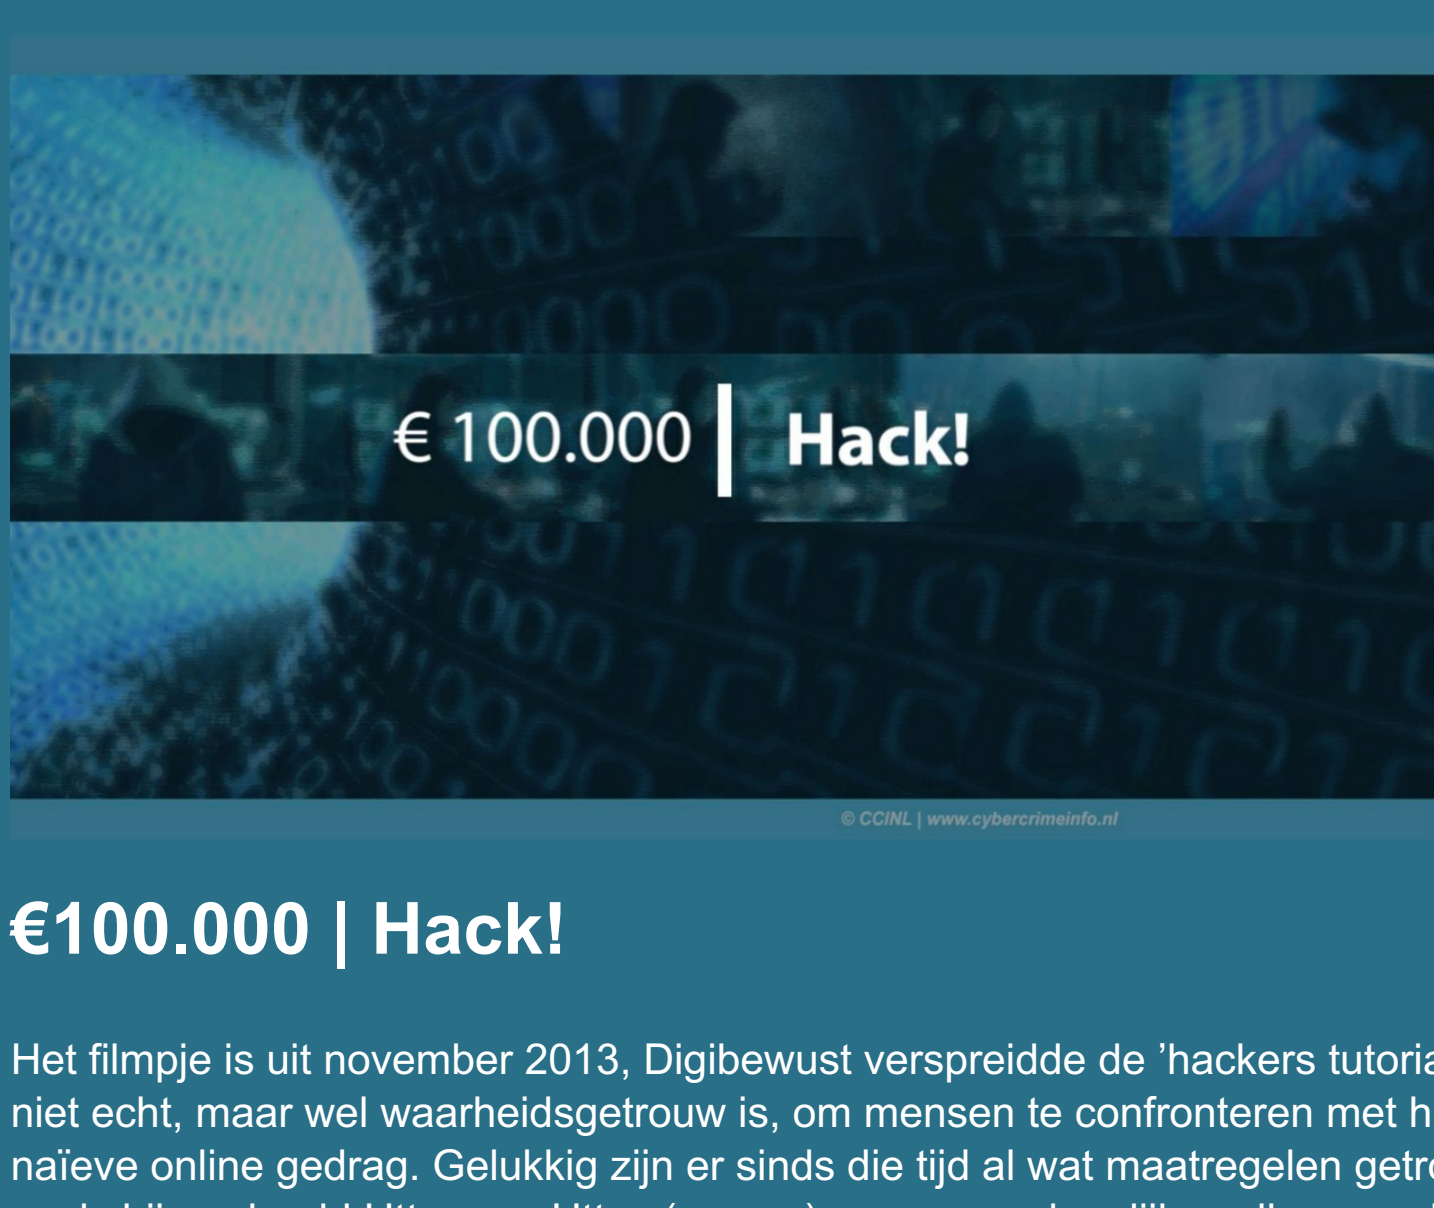 € 100.000 | Hack!
© CCINL | www.cybercrimeinfo.nl
€100.000 | Hack!
Het filmpje is uit november 2013, Digibewust verspreidde de ’hackers
niet echt, maar wel waarheidsgetrouw is, om mensen te confronteren met
naïeve online gedrag. Gelukkig zijn er sinds die tijd al wat maatregelen